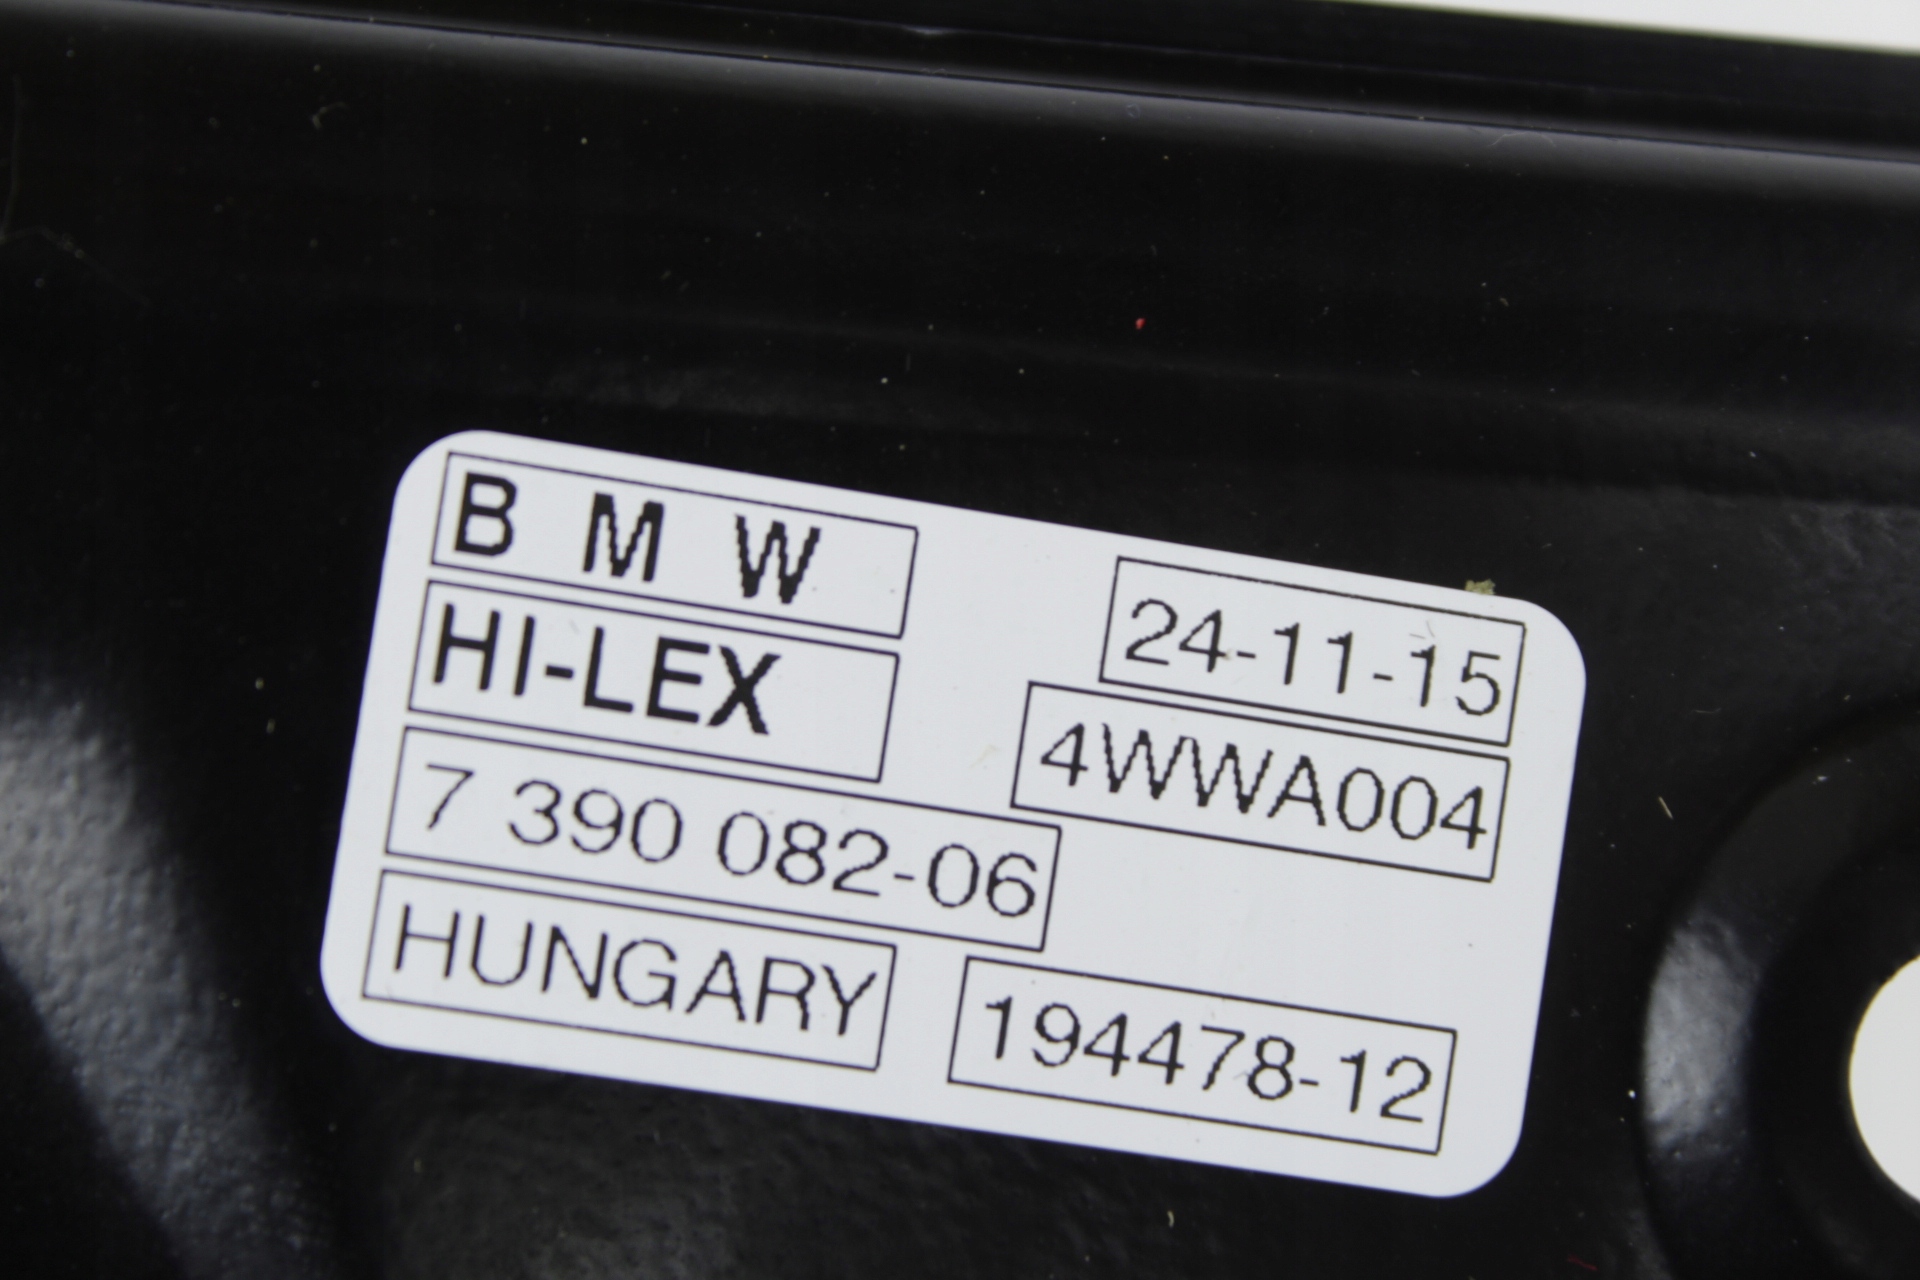 B M W
24-11-15
HI-LEX
4WWA004
7 390 082-06
HUNGARY
194478-12